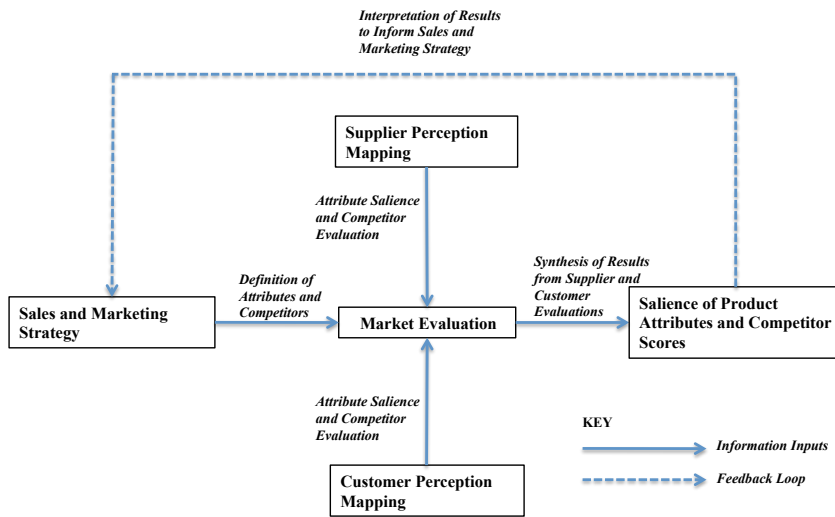 Interpretation of Results
to Inform Sales and
Marketing Strategy
Supplier Perception
Mapping
Attribute Salience
and Competitor
Evaluation
Synthesis of Results
from Supplier and
Customer
Evaluations
Definition of
Attributes and
Competitors
Sales and Marketing
Strategy
Market Evaluation
Salience of Product
Attributes and Competitor
Scores
Attribute Salience
and Competitor
Evaluation
Customer Perception
Mapping
KEY
Information Inputs
Feedback Loop